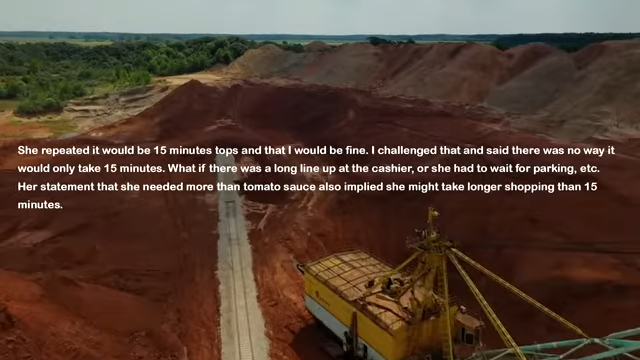 She repeated it would be 15 minutes tops and that I would be fine. I challenged that and said there was no way it
would only take 15 minutes. What if there was a long line up at the cashier, or she had to wait for parking, etc.
Her statement that she needed more than tomato sauce also implied she might take longer shopping than 15
minutes.